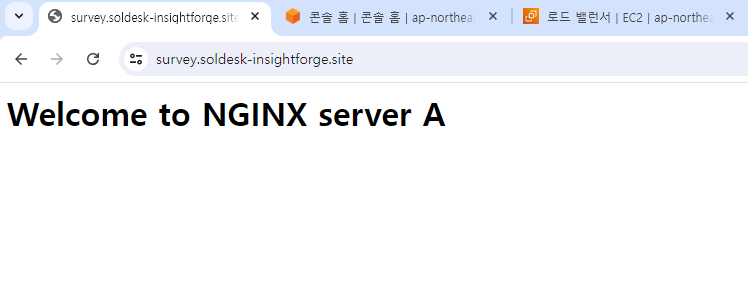 survey.soldesk-insightforge.site
콘솔 홈 | 콘솔 홈 | ap-northea
로드 밸런서 | EC2 | ap-northea
survey.soldesk-insightforge.site
Welcome to NGINX server A